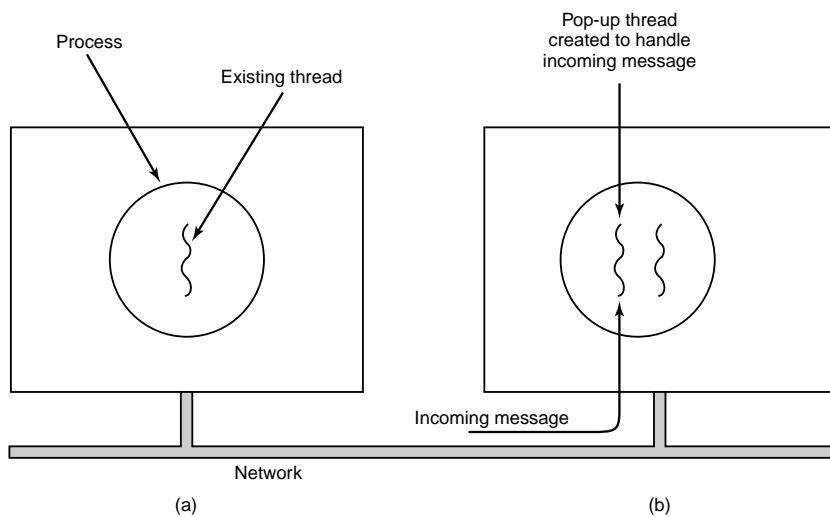 Process
Existing thread
Pop-up thread
created to handle
incoming message
Incoming message
Network
(a)
(b)